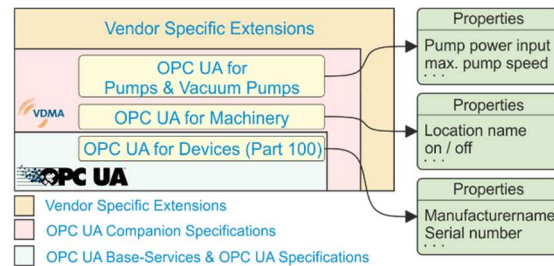 Vendor Specific Extensions
OPC UA for
Pumps & Vacuum Pumps
VDMA
OPC UA for Machinery
OPC UA for Devices (Part 100)
OPC UA
Vendor Specific Extensions
OPC UA Companion Specifications
OPC UA Base-Services & OPC UA Specifications
Properties
Pump power input
max. pump speed
. . .
Properties
Location name
on / off
. . .
Properties
Manufacturername
Serial number
. . .